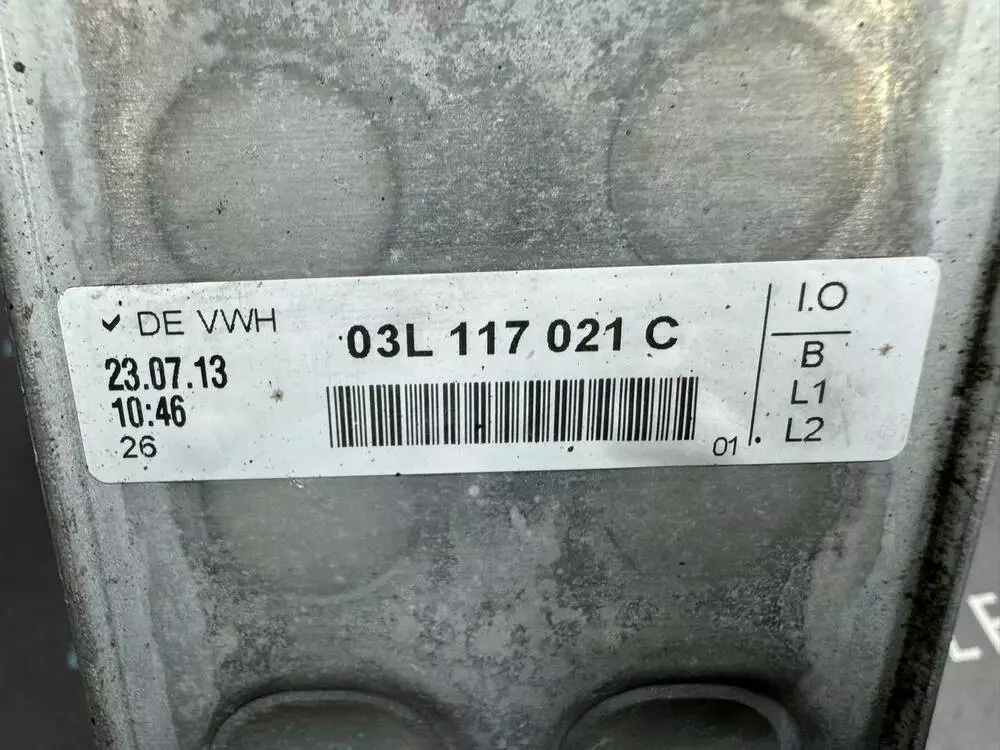 ✓ DE VWH
23.07.13
10:46
26
03L 117 021 C
01
I.O
B
L1
L2